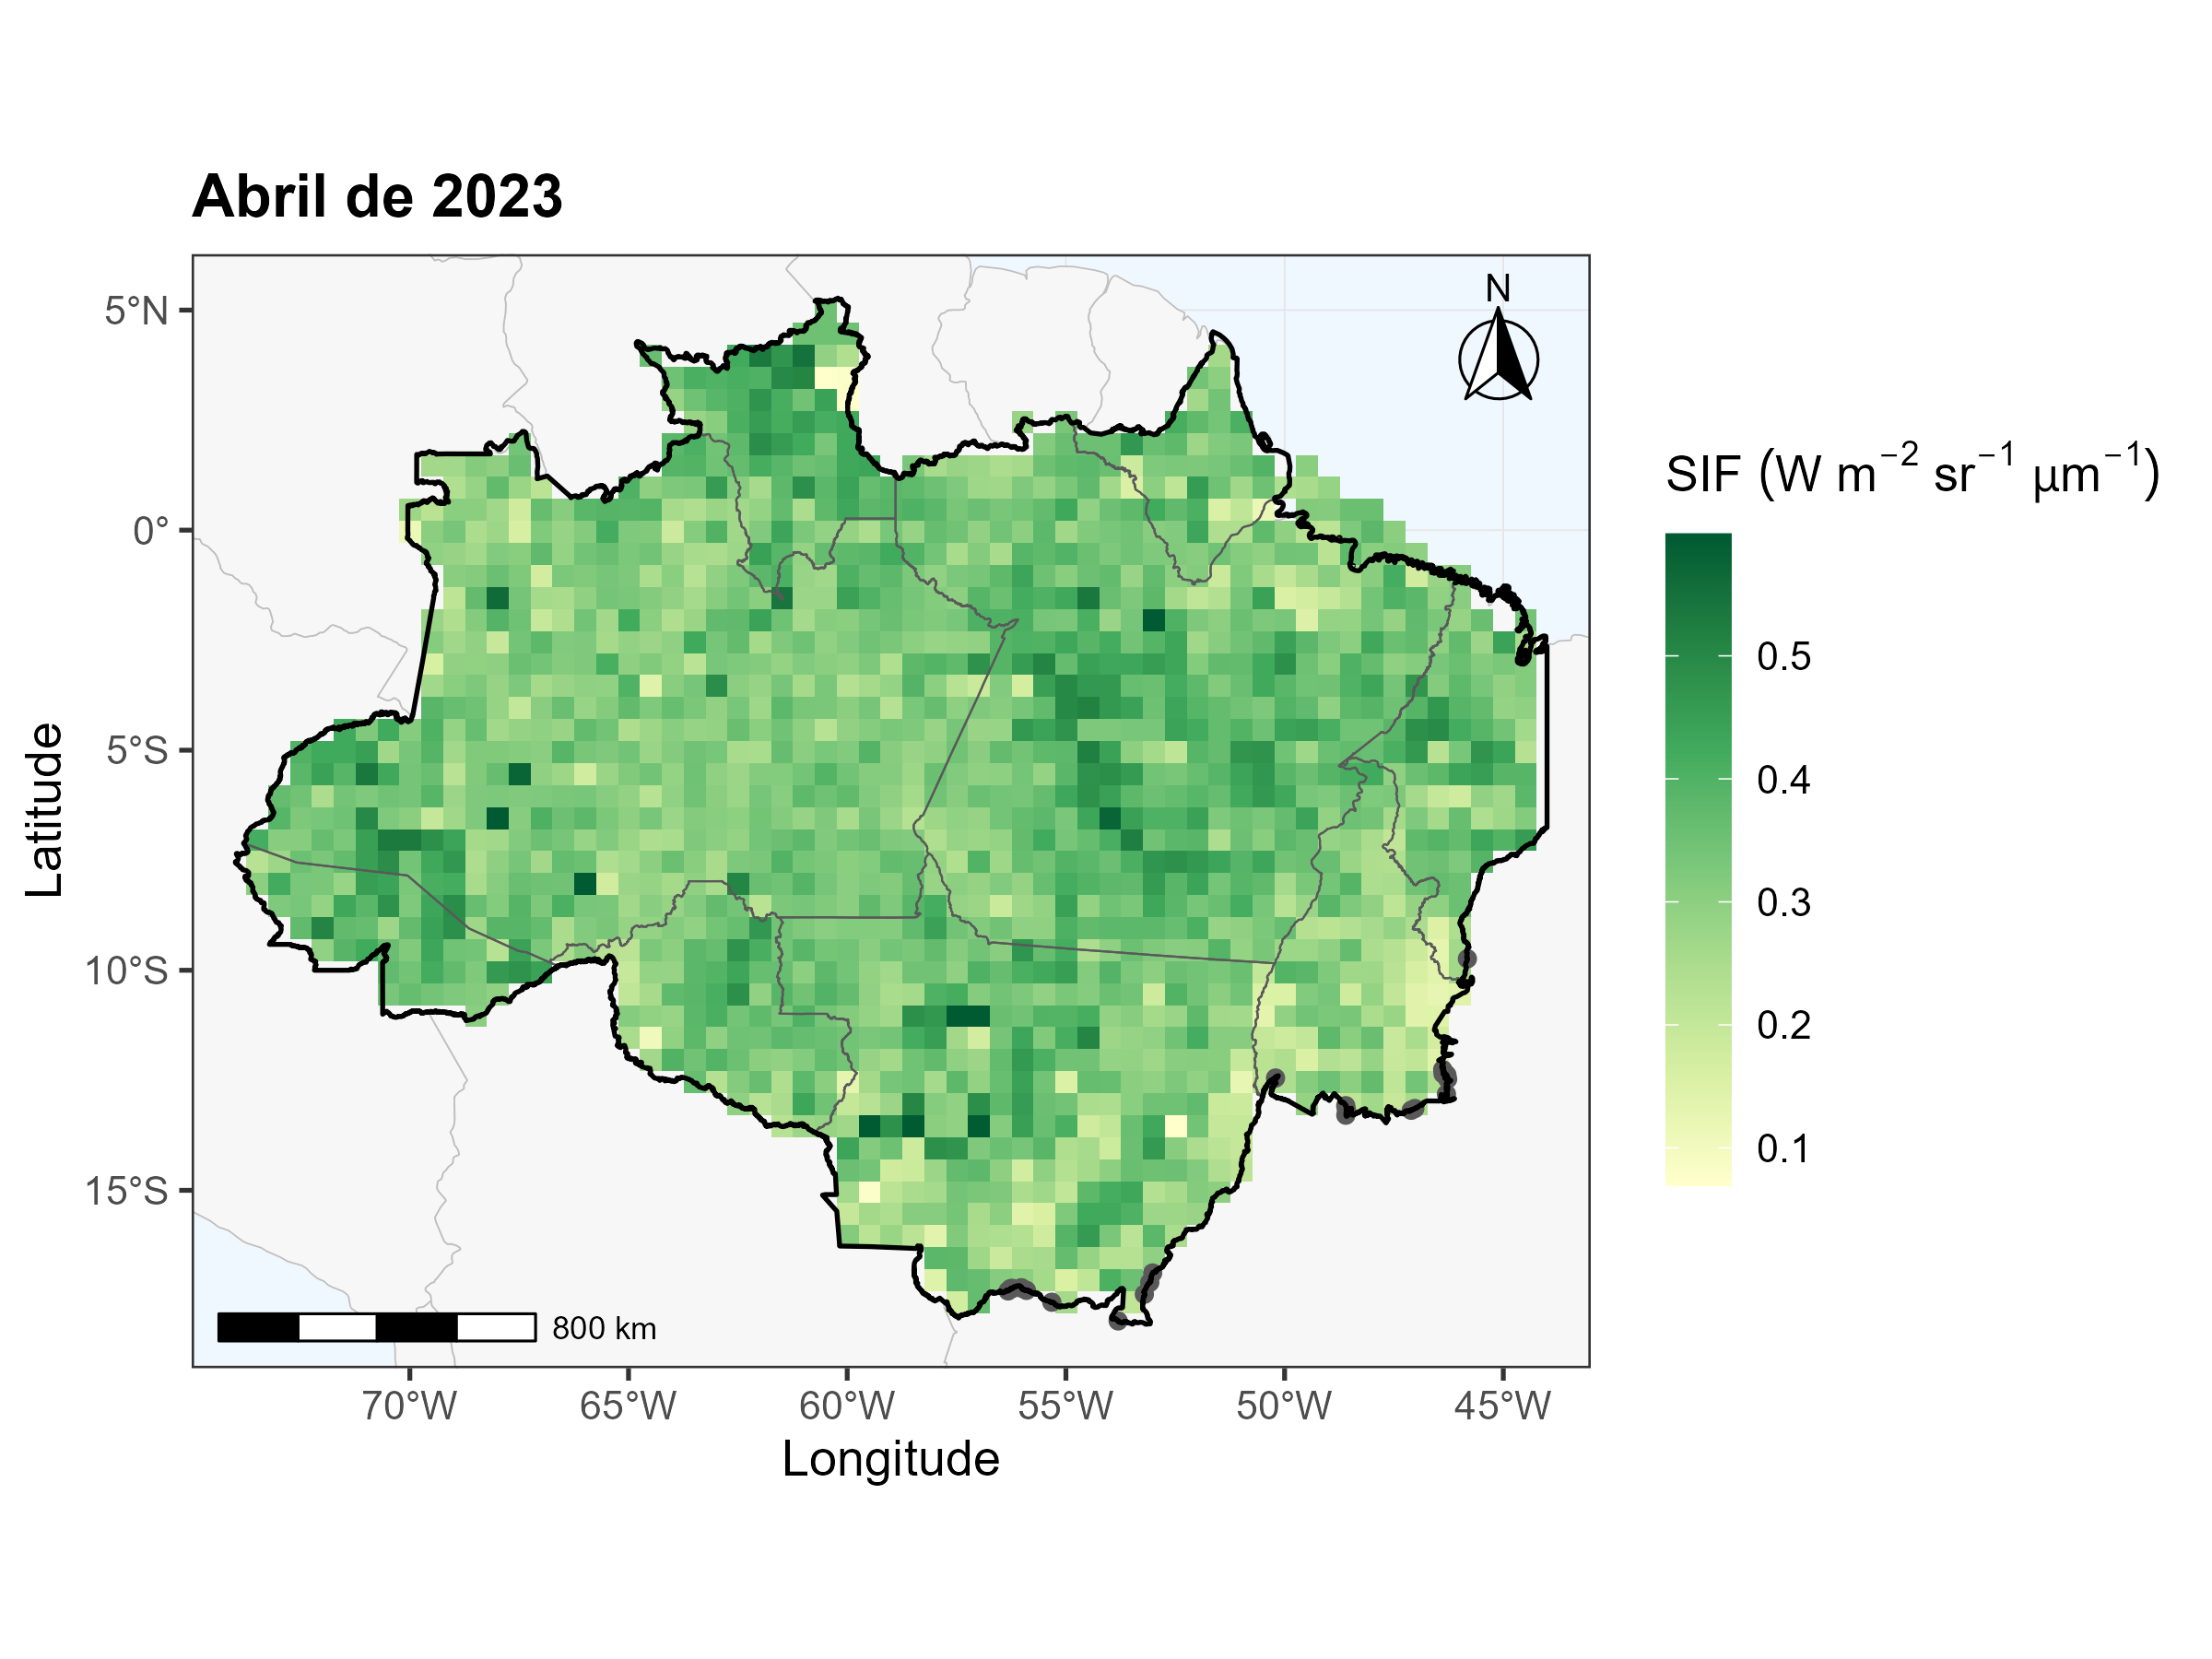 Abril de 2023
N
5°N
0°
5°S
10°S
15°S
Latitude
800 km
70°W 65°W 60°W 55°W 50°W 45°W
Longitude
SIF (W m⁻² sr⁻¹ µm⁻¹)
0.5
0.4
0.3
0.2
0.1